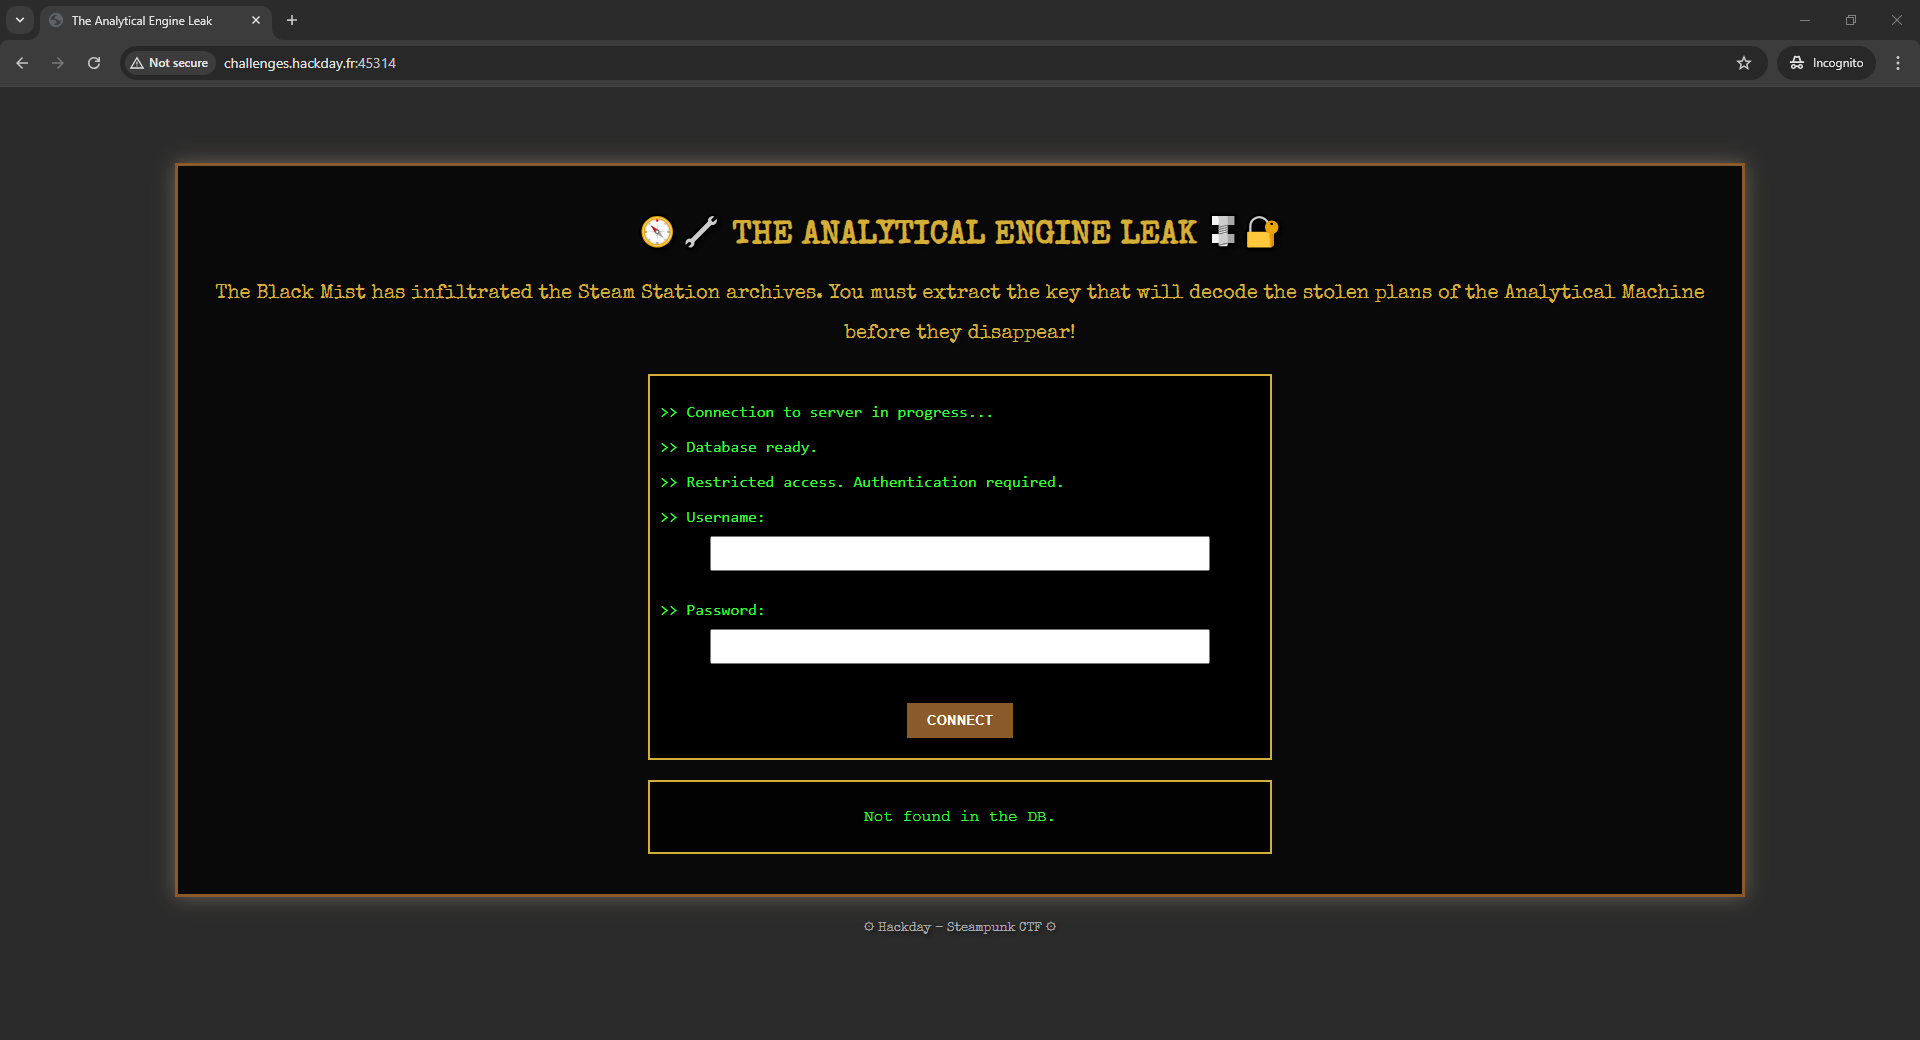 The Analytical Engine Leak
Not secure challenges.hackday.fr:45314 Incognito
THE ANALYTICAL ENGINE LEAK
The Black Mist has infiltrated the Steam Station archives. You must extract the key that will decode the stolen plans of the Analytical Machine
before they disappear!
>> Connection to server in progress...
>> Database ready.
>> Restricted access. Authentication required.
>> Username:
>> Password:
CONNECT
Not found in the DB.
⚙ Hackday - Steampunk CTF ⚙